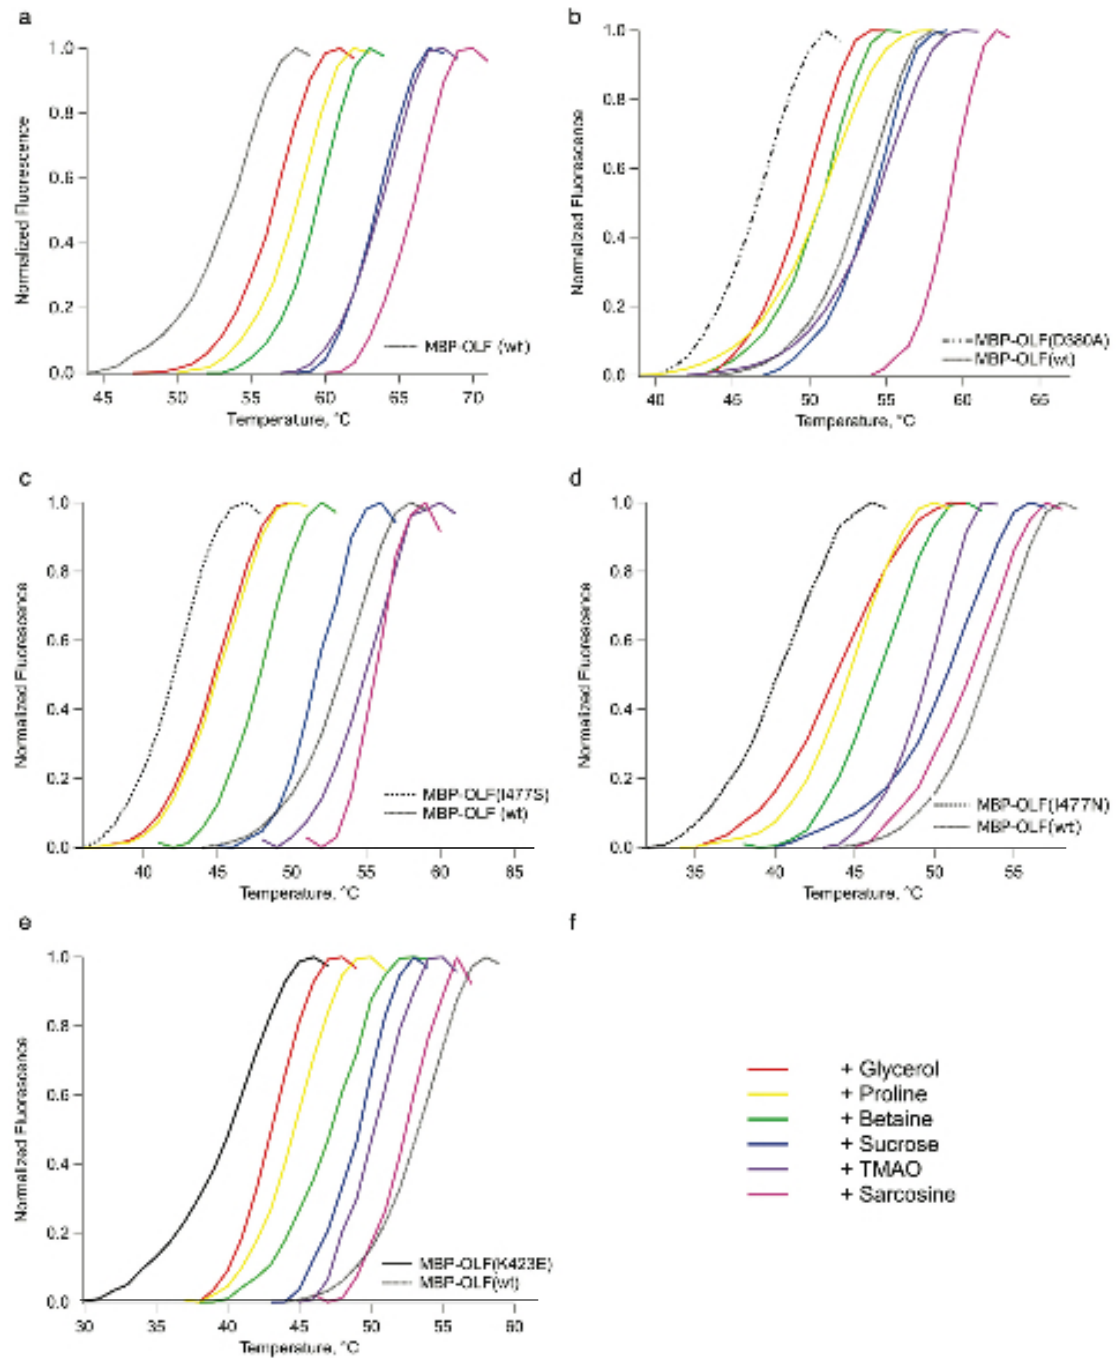 a
Normalized Fluorescence
1.0
0.8
0.6
0.4
0.2
0.0
45 50 55 60 65 70
Temperature, °C
MBP-OLF (wt)
b
Normalized Fluorescence
1.0
0.8
0.6
0.4
0.2
0.0
40 45 50 55 60 65
Temperature, °C
MBP-OLF(D380A)
MBP-OLF(wt)
c
Normalized Fluorescence
1.0
0.8
0.6
0.4
0.2
0.0
40 45 50 55 60 65
Temperature, °C
MBP-OLF(I477S)
MBP-OLF (wt)
d
Normalized Fluorescence
1.0
0.8
0.6
0.4
0.2
0.0
35 40 45 50 55
Temperature, °C
MBP-OLF(I477N)
MBP-OLF(wt)
e
Normalized Fluorescence
1.0
0.8
0.6
0.4
0.2
0.0
30 35 40 45 50 55 60
Temperature, °C
MBP-OLF(K423E)
MBP-OLF(wt)
f
+ Glycerol
+ Proline
+ Betaine
+ Sucrose
+ TMAO
+ Sarcosine